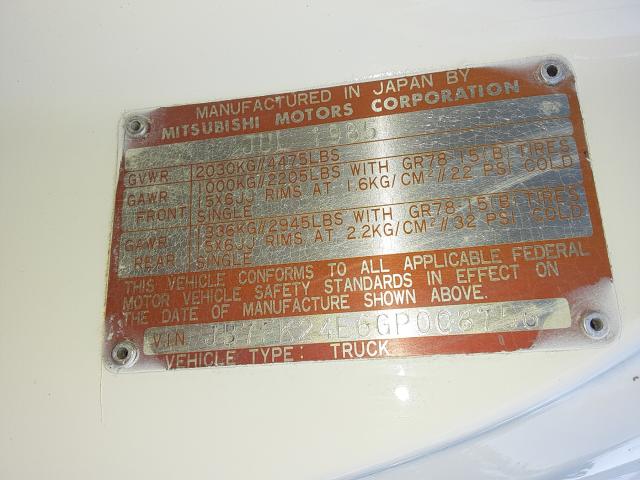 MANUFACTURED IN JAPAN BY
MITSUBISHI MOTORS CORPORATION
JUL 1985
GVWR 2030KG//4475LBS
GAWR FRONT 1000KG//2205LBS WITH GR78-15(B) TIRES
15X6JJ RIMS AT 1.6KG/CM²//22 PSI COLD
SINGLE
GAWR REAR 1336KG//2945LBS WITH GR78-15(B) TIRES
15X6JJ RIMS AT 2.2KG/CM²//32 PSI COLD
SINGLE
THIS VEHICLE CONFORMS TO ALL APPLICABLE FEDERAL
MOTOR VEHICLE SAFETY STANDARDS IN EFFECT ON
THE DATE OF MANUFACTURE SHOWN ABOVE.
VIN
VEHICLE TYPE: TRUCK